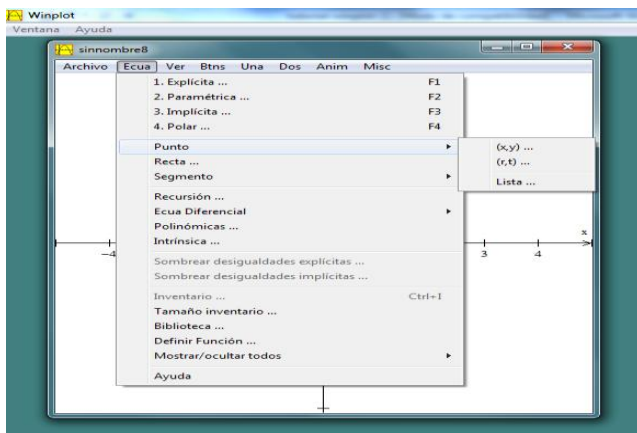 Winplot
Ventana Ayuda
sinnombre8
Archivo Ecua Ver Btns Una Dos Anim Misc
1. Explícita ... F1
2. Paramétrica ... F2
3. Implícita ... F3
4. Polar ... F4
Punto
(x,y) ...
Recta ...
(r,t) ...
Segmento
Lista ...
Recursión ...
Ecua Diferencial
Polinómicas ...
Intrínsica ...
x
-4 3 4
Sombrear desigualdades explícitas ...
Sombrear desigualdades implícitas ...
Inventario ... Ctrl+I
Tamaño inventario ...
Biblioteca ...
Definir Función ...
Mostrar/ocultar todos
Ayuda